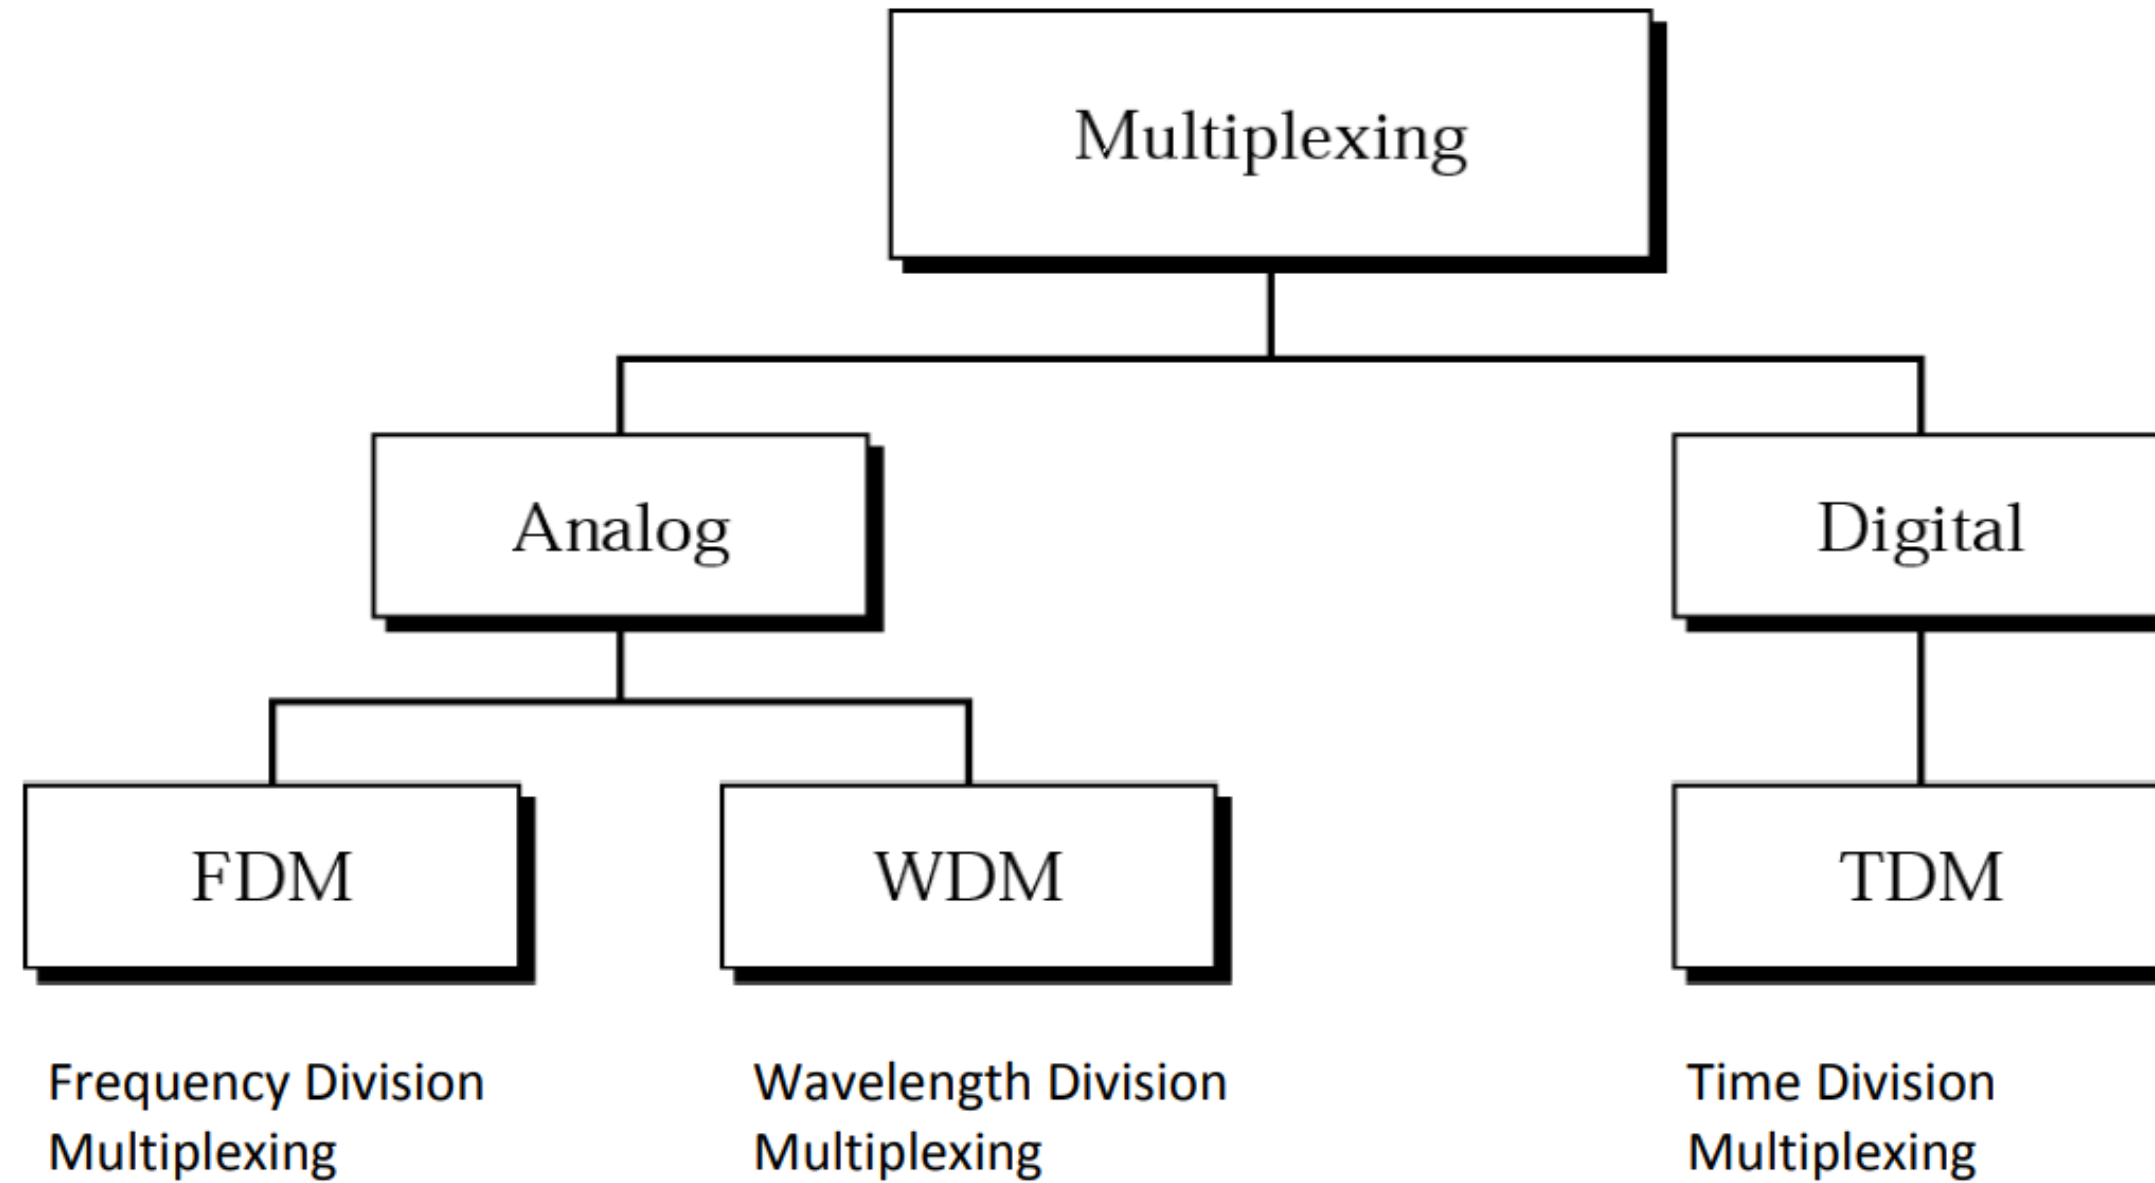 Multiplexing
Analog
Digital
FDM
WDM
TDM
Frequency Division
Multiplexing
Wavelength Division
Multiplexing
Time Division
Multiplexing